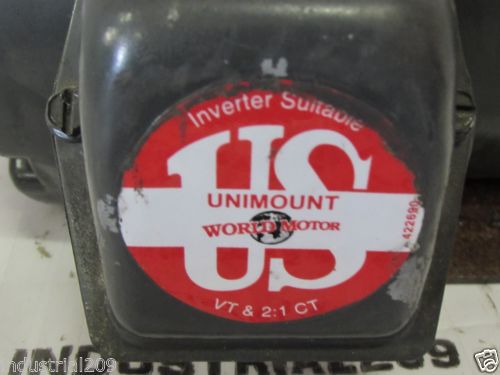 Inverter Suitable
US
UNIMOUNT
WORLD MOTOR
422690
VT & 2:1 CT
INDUSTRIAL209
© industrial209